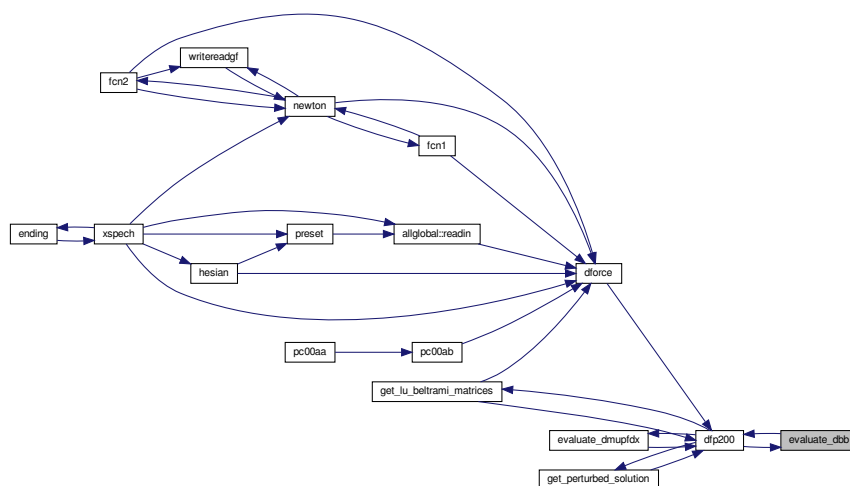 writereadgf
fcn2
newton
fcn1
ending
xspech
preset
allglobal::readin
hesian
dforce
pc00aa
pc00ab
get_lu_beltrami_matrices
evaluate_dmupfdx
dfp200
evaluate_dbb
get_perturbed_solution